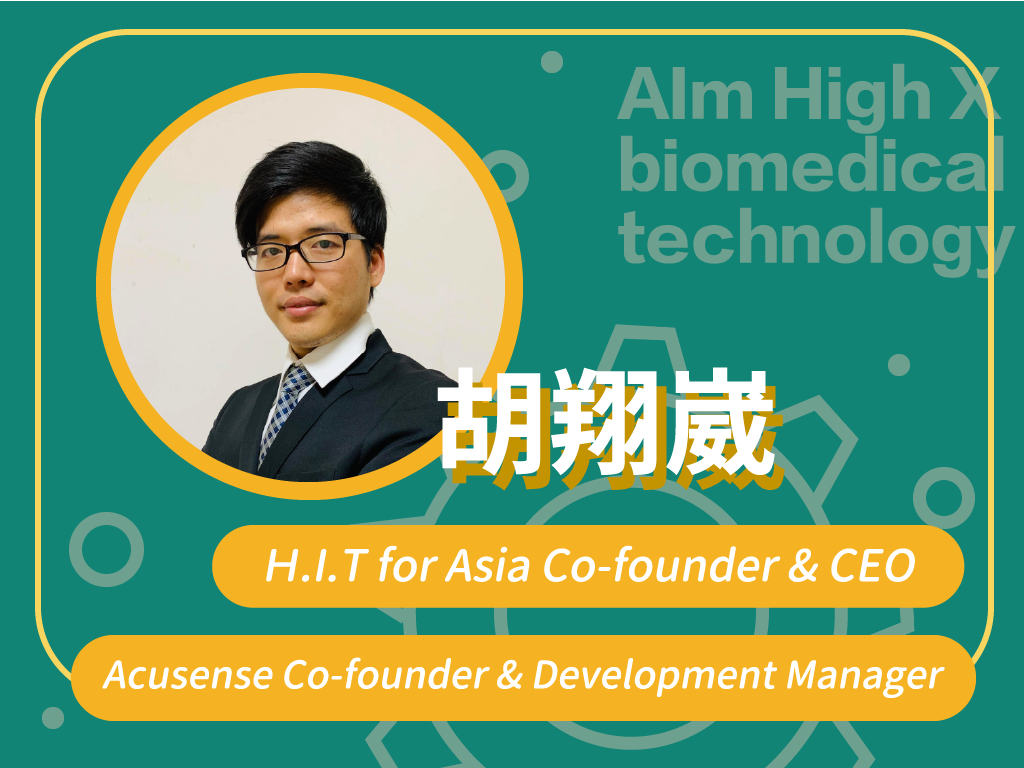 AIm High X
biomedical
technology
胡翔崴
H.I.T for Asia Co-founder & CEO
Acusense Co-founder & Development Manager